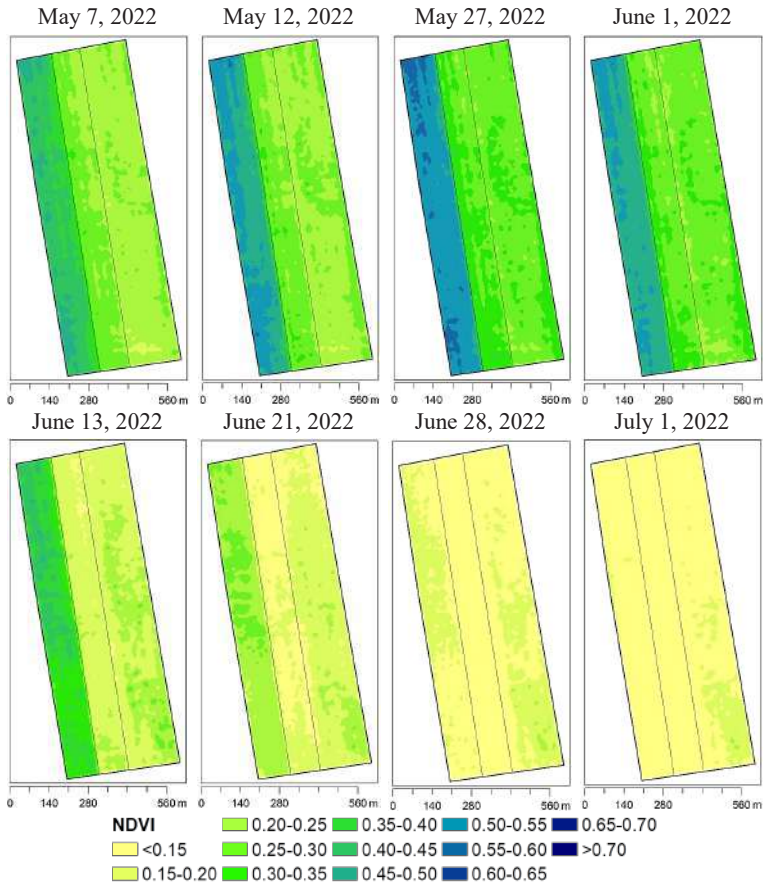 May 7, 2022 May 12, 2022 May 27, 2022 June 1, 2022
0 140 280 560 m 0 140 280 560 m 0 140 280 560 m 0 140 280 560 m
June 13, 2022 June 21, 2022 June 28, 2022 July 1, 2022
0 140 280 560 m 0 140 280 560 m 0 140 280 560 m 0 140 280 560 m
NDVI 0.20-0.25 0.35-0.40 0.50-0.55 0.65-0.70
<0.15 0.25-0.30 0.40-0.45 0.55-0.60 >0.70
0.15-0.20 0.30-0.35 0.45-0.50 0.60-0.65